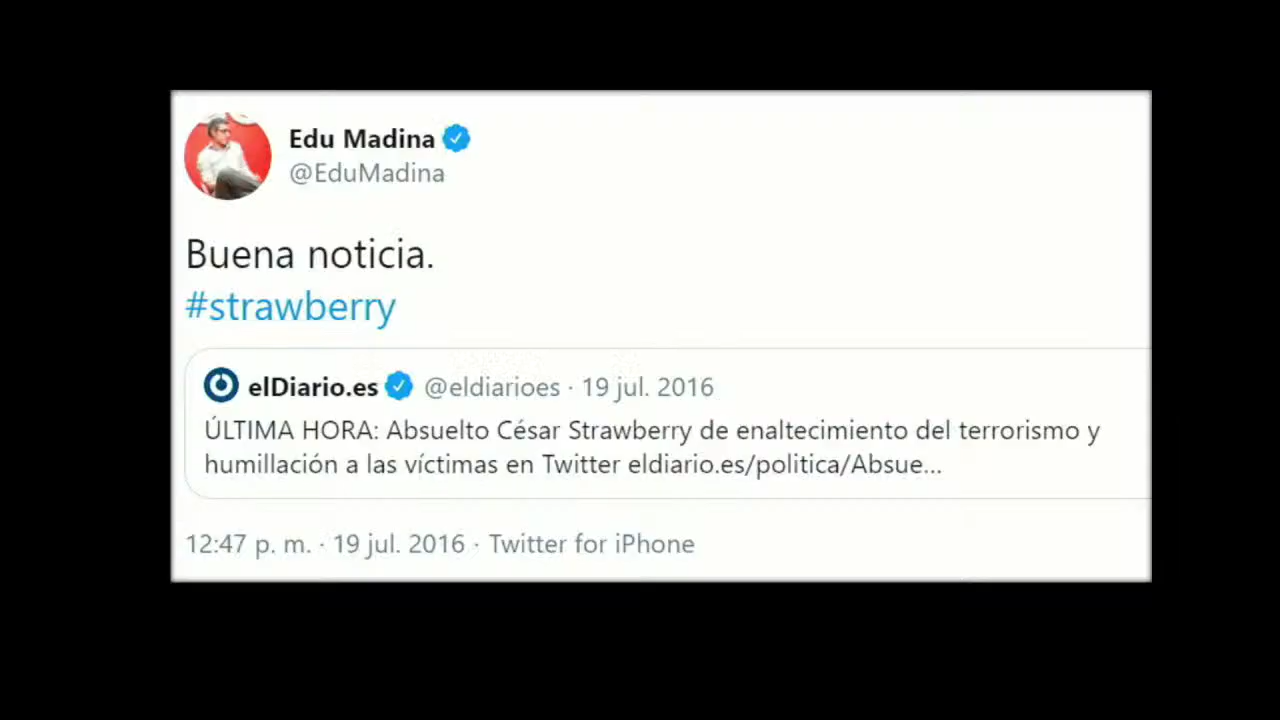 Edu Madina
@EduMadina
Buena noticia.
#strawberry
elDiario.es @eldiarioes · 19 jul. 2016
ÚLTIMA HORA: Absuelto César Strawberry de enaltecimiento del terrorismo y
humillación a las víctimas en Twitter eldiario.es/politica/Absue...
12:47 p. m. · 19 jul. 2016 · Twitter for iPhone